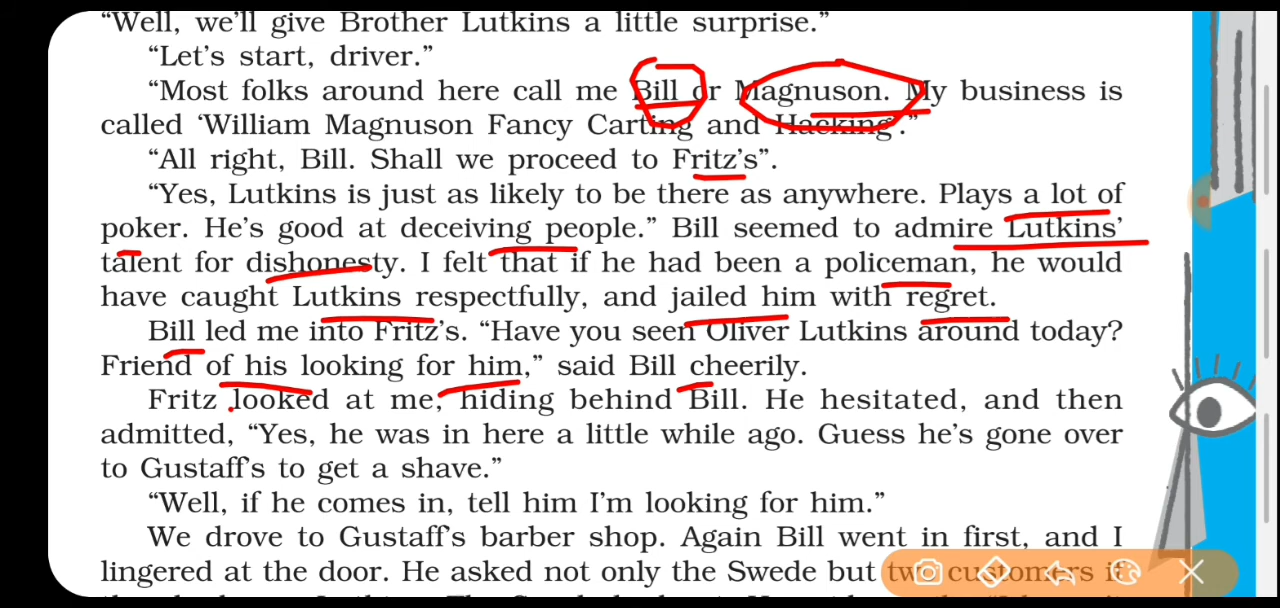 “Well, we’ll give Brother Lutkins a little surprise.”
“Let’s start, driver.”
“Most folks around here call me Bill or Magnuson. My business is
called ‘William Magnuson Fancy Carting and Hacking’.”
“All right, Bill. Shall we proceed to Fritz’s”.
“Yes, Lutkins is just as likely to be there as anywhere. Plays a lot of
poker. He’s good at deceiving people.” Bill seemed to admire Lutkins’
talent for dishonesty. I felt that if he had been a policeman, he would
have caught Lutkins respectfully, and jailed him with regret.
Bill led me into Fritz’s. “Have you seen Oliver Lutkins around today?
Friend of his looking for him,” said Bill cheerily.
Fritz looked at me, hiding behind Bill. He hesitated, and then
admitted, “Yes, he was in here a little while ago. Guess he’s gone over
to Gustaff’s to get a shave.”
“Well, if he comes in, tell him I’m looking for him.”
We drove to Gustaff’s barber shop. Again Bill went in first, and I
lingered at the door. He asked not only the Swede but two customers if